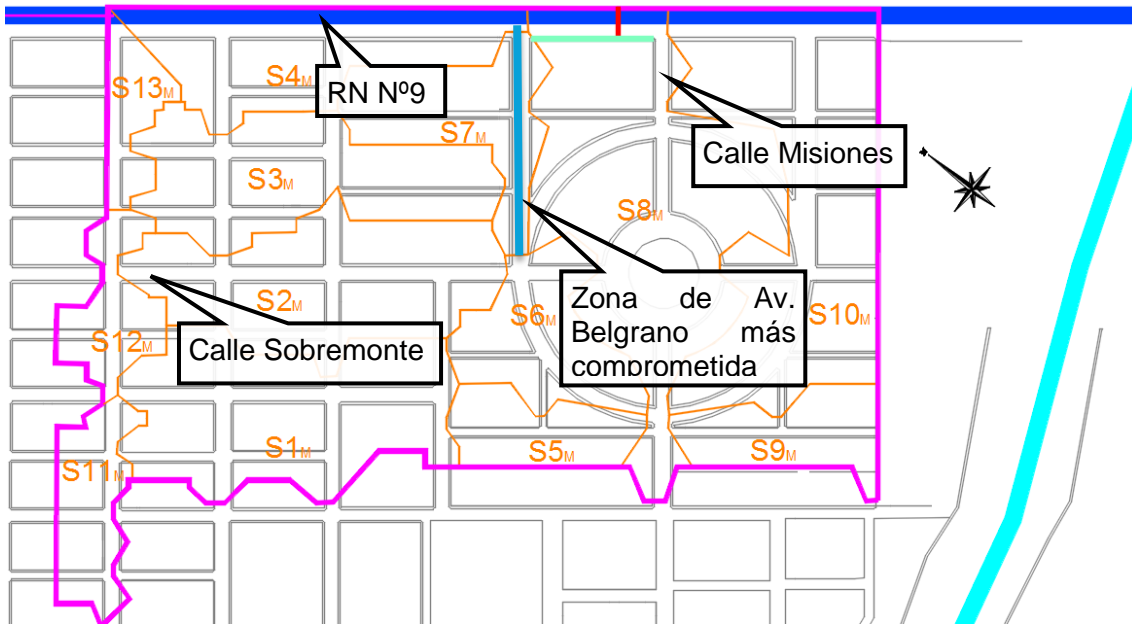 S13M
S4M
RN Nº9
S7M
Calle Misiones
S3M
S8M
S2M
S6M
Zona de Av.
Belgrano más
comprometida
S10M
S12M
Calle Sobremonte
S1M
S5M
S9M
S11M